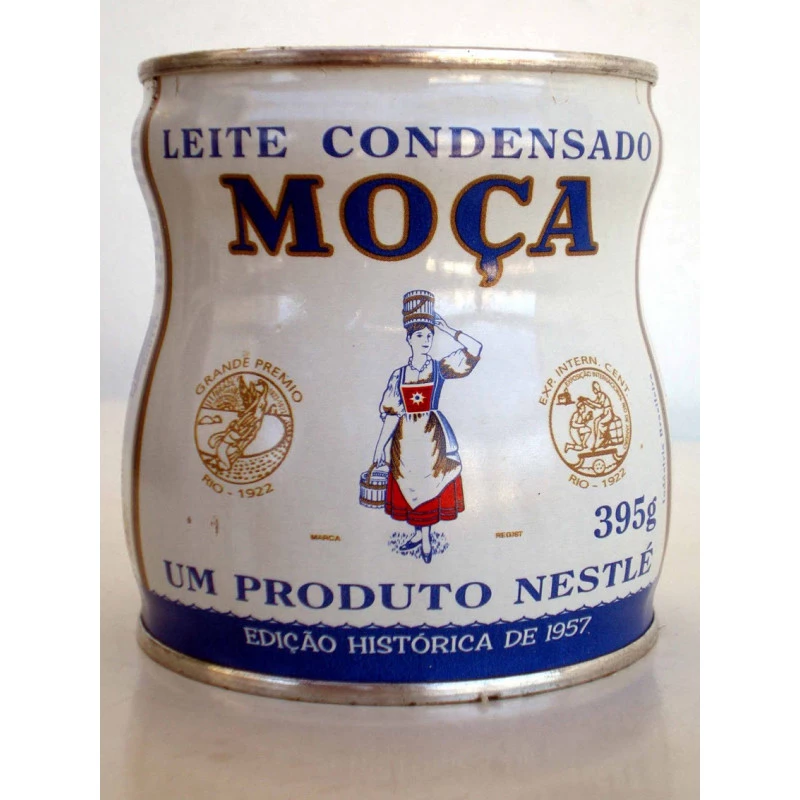 LEITE CONDENSADO
MOÇA
GRANDE PREMIO
RIO - 1922
EXP. INTERN. CENT.
RIO - 1922
395g
MARCA
REGIST
UM PRODUTO NESTLÉ
EDIÇÃO HISTÓRICA DE 1957